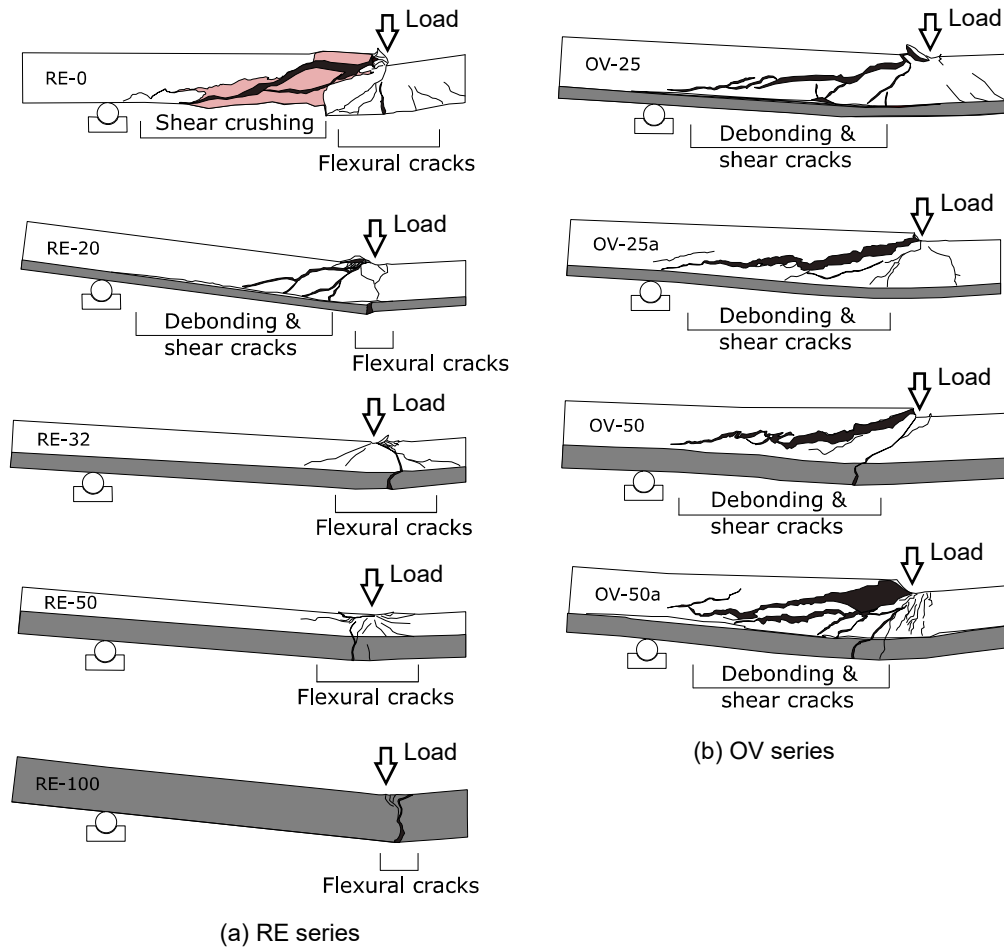 Load
RE-0
Shear crushing
Flexural cracks
Load
RE-20
Debonding &
shear cracks
Flexural cracks
Load
RE-32
Flexural cracks
Load
RE-50
Flexural cracks
Load
RE-100
Flexural cracks
(a) RE series
Load
OV-25
Debonding &
shear cracks
Load
OV-25a
Debonding &
shear cracks
Load
OV-50
Debonding &
shear cracks
Load
OV-50a
Debonding &
shear cracks
(b) OV series